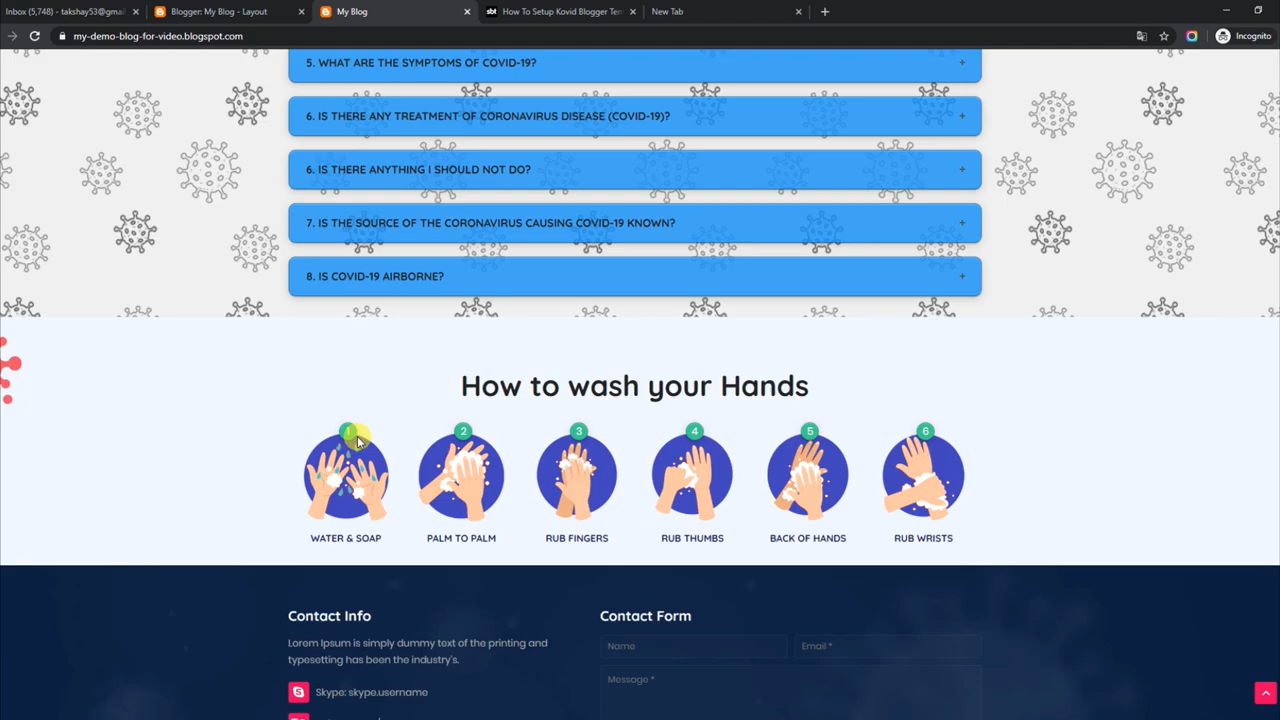 Inbox (5,748) - takshay53@gmail
Blogger: My Blog - Layout
My Blog
sbt
How To Setup Kovid Blogger Tem
New Tab
my-demo-blog-for-video.blogspot.com
Incognito
5. WHAT ARE THE SYMPTOMS OF COVID-19?
6. IS THERE ANY TREATMENT OF CORONAVIRUS DISEASE (COVID-19)?
6. IS THERE ANYTHING I SHOULD NOT DO?
7. IS THE SOURCE OF THE CORONAVIRUS CAUSING COVID-19 KNOWN?
8. IS COVID-19 AIRBORNE?
How to wash your Hands
1 2 3 4 5 6
WATER & SOAP PALM TO PALM RUB FINGERS RUB THUMBS BACK OF HANDS RUB WRISTS
Contact Info
Lorem Ipsum is simply dummy text of the printing and
typesetting has been the industry's.
Skype: skype.username
Contact Form
Name
Email *
Message *